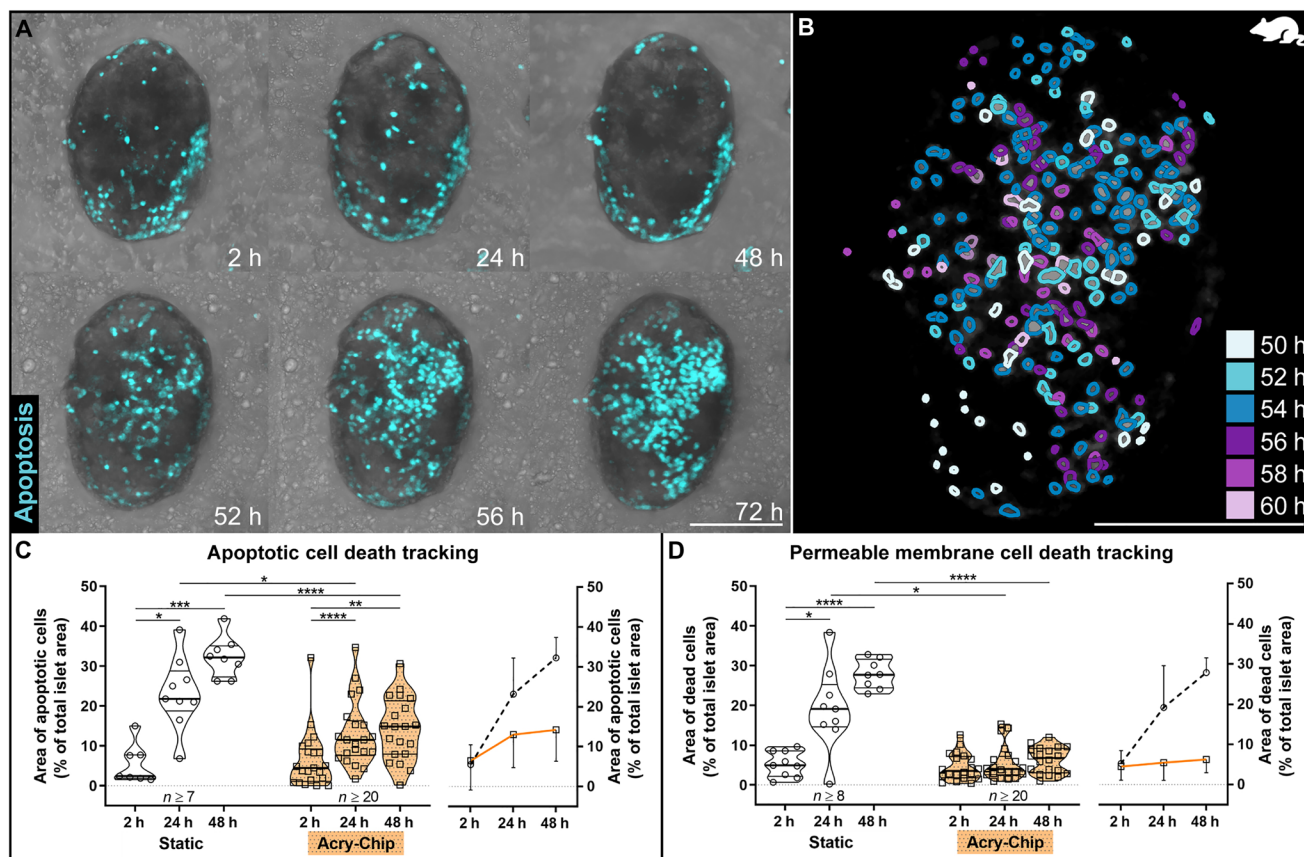 A
2 h
24 h
48 h
52 h
56 h
72 h
Apoptosis
B
50 h
52 h
54 h
56 h
58 h
60 h
C
Apoptotic cell death tracking
Area of apoptotic cells
(% of total islet area)
50
40
30
20
10
0
*
****
***
*
**
****
n ≥ 7
n ≥ 20
2 h 24 h 48 h
2 h 24 h 48 h
Static
Acry-Chip
2 h 24 h 48 h
50
40
30
20
10
0
Area of apoptotic cells
(% of total islet area)
D
Permeable membrane cell death tracking
Area of dead cells
(% of total islet area)
50
40
30
20
10
0
****
*
****
*
n ≥ 8
n ≥ 20
2 h 24 h 48 h
2 h 24 h 48 h
Static
Acry-Chip
2 h 24 h 48 h
50
40
30
20
10
0
Area of dead cells
(% of total islet area)